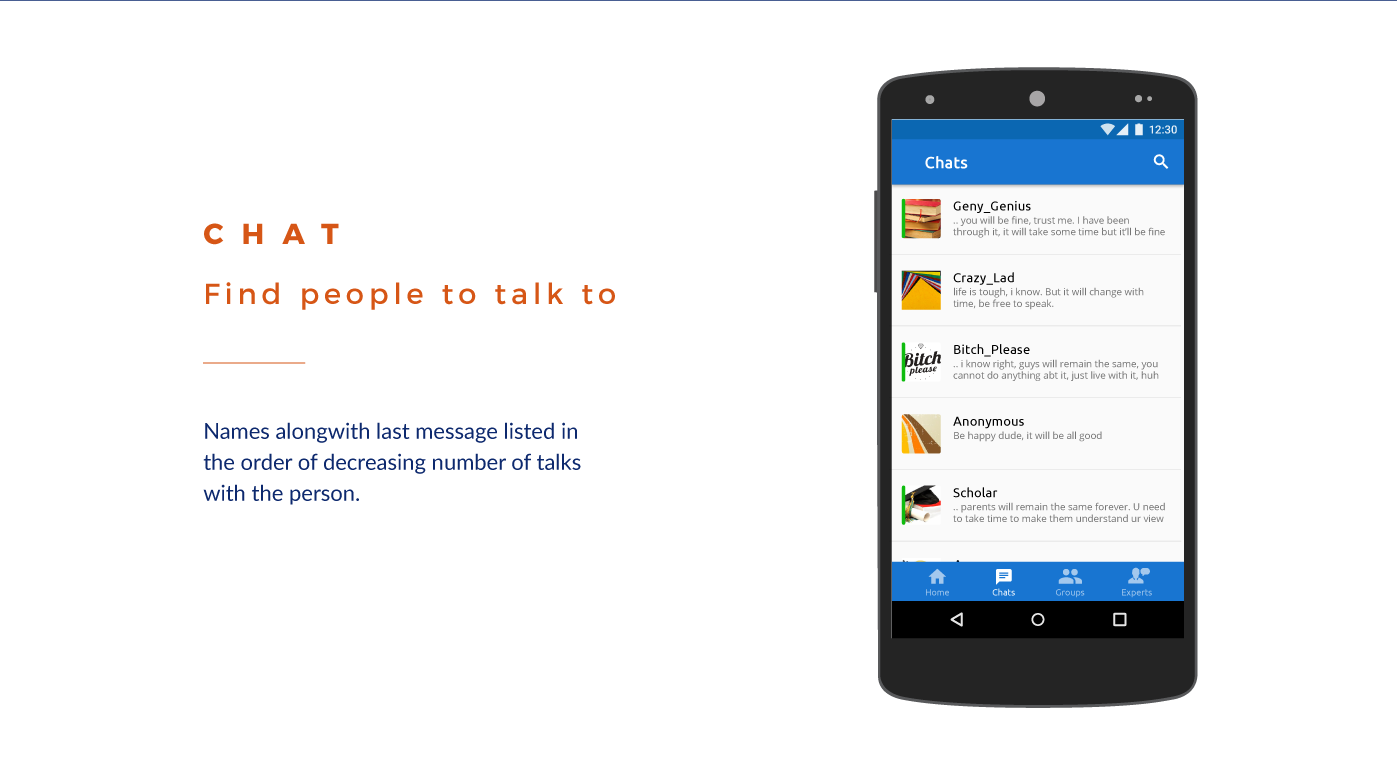 C H A T
Find people to talk to
Names alongwith last message listed in
the order of decreasing number of talks
with the person.
12:30
Chats
Geny_Genius
.. you will be fine, trust me. I have been
through it, it will take some time but it'll be fine
Crazy_Lad
life is tough, i know. But it will change with
time, be free to speak.
Bitch_Please
Bitch
please
.. i know right, guys will remain the same, you
cannot do anything abt it, just live with it, huh
Anonymous
Be happy dude, it will be all good
Scholar
.. parents will remain the same forever. U need
to take time to make them understand ur view
Home
Chats
Groups
Experts